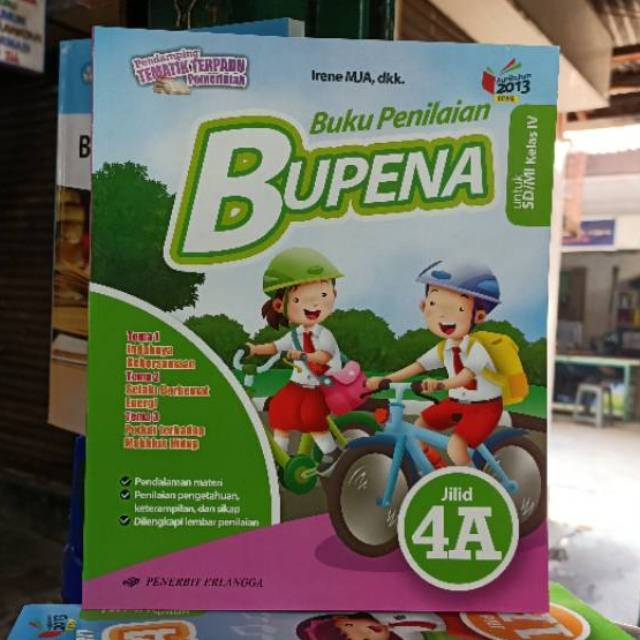 Pendamping
TEMATIK TERPADU
Pemerintah
Irene MJA, dkk.
Kurikulum
2013
Buku Penilaian
BUPENA
untuk
SD/MI Kelas IV
Tema 1
Indahnya
Kebersamaan
Tema 2
Selalu Berhemat
Energi
Tema 3
Peduli terhadap
Makhluk Hidup
Pendalaman materi
Penilaian pengetahuan,
keterampilan, dan sikap
Dilengkapi lembar penilaian
Jilid
4A
PENERBIT ERLANGGA